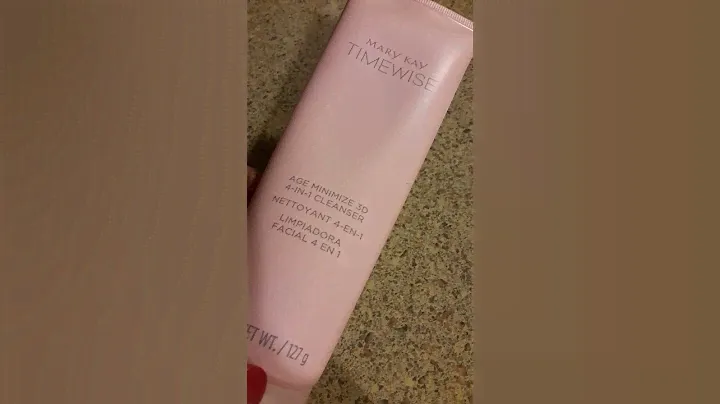 MARY KAY
TIMEWISE
AGE MINIMIZE 3D
4-IN-1 CLEANSER
NETTOYANT 4-EN-1
LIMPIADORA
FACIAL 4 EN 1
WT. / 127 g